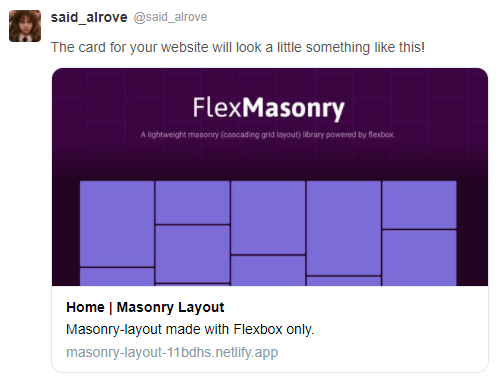 said_alrove @said_alrove
The card for your website will look a little something like this!
FlexMasonry
A lightweight masonry (cascading grid layout) library powered by flexbox.
Home | Masonry Layout
Masonry-layout made with Flexbox only.
masonry-layout-11bdhs.netlify.app